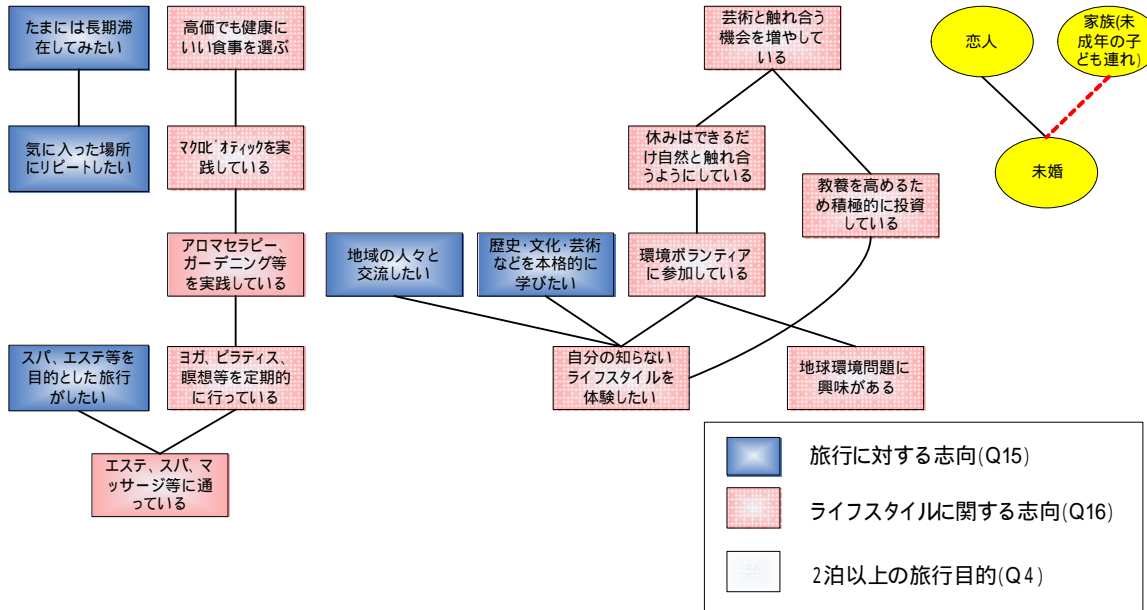 たまには長期滞
在してみたい
高価でも健康に
いい食事を選ぶ
芸術と触れ合う
機会を増やして
いる
恋人
家族(未
成年の子
ども連れ)
気に入った場所
にリピートしたい
マクロビオティックを実
践している
休みはできるだ
け自然と触れ合
うようにしている
教養を高めるた
め積極的に投資
している
未婚
アロマセラピー、
ガーデニング等
を実践している
地域の人々と
交流したい
歴史・文化・芸術
などを本格的に
学びたい
環境ボランティア
に参加している
スパ、エステ等を
目的とした旅行
がしたい
ヨガ、ピラティス、
瞑想等を定期的
に行っている
自分の知らない
ライフスタイルを
体験したい
地球環境問題に
興味がある
エステ、スパ、マ
ッサージ等に通
っている
旅行に対する志向(Q15)
ライフスタイルに関する志向(Q16)
2泊以上の旅行目的(Q4)